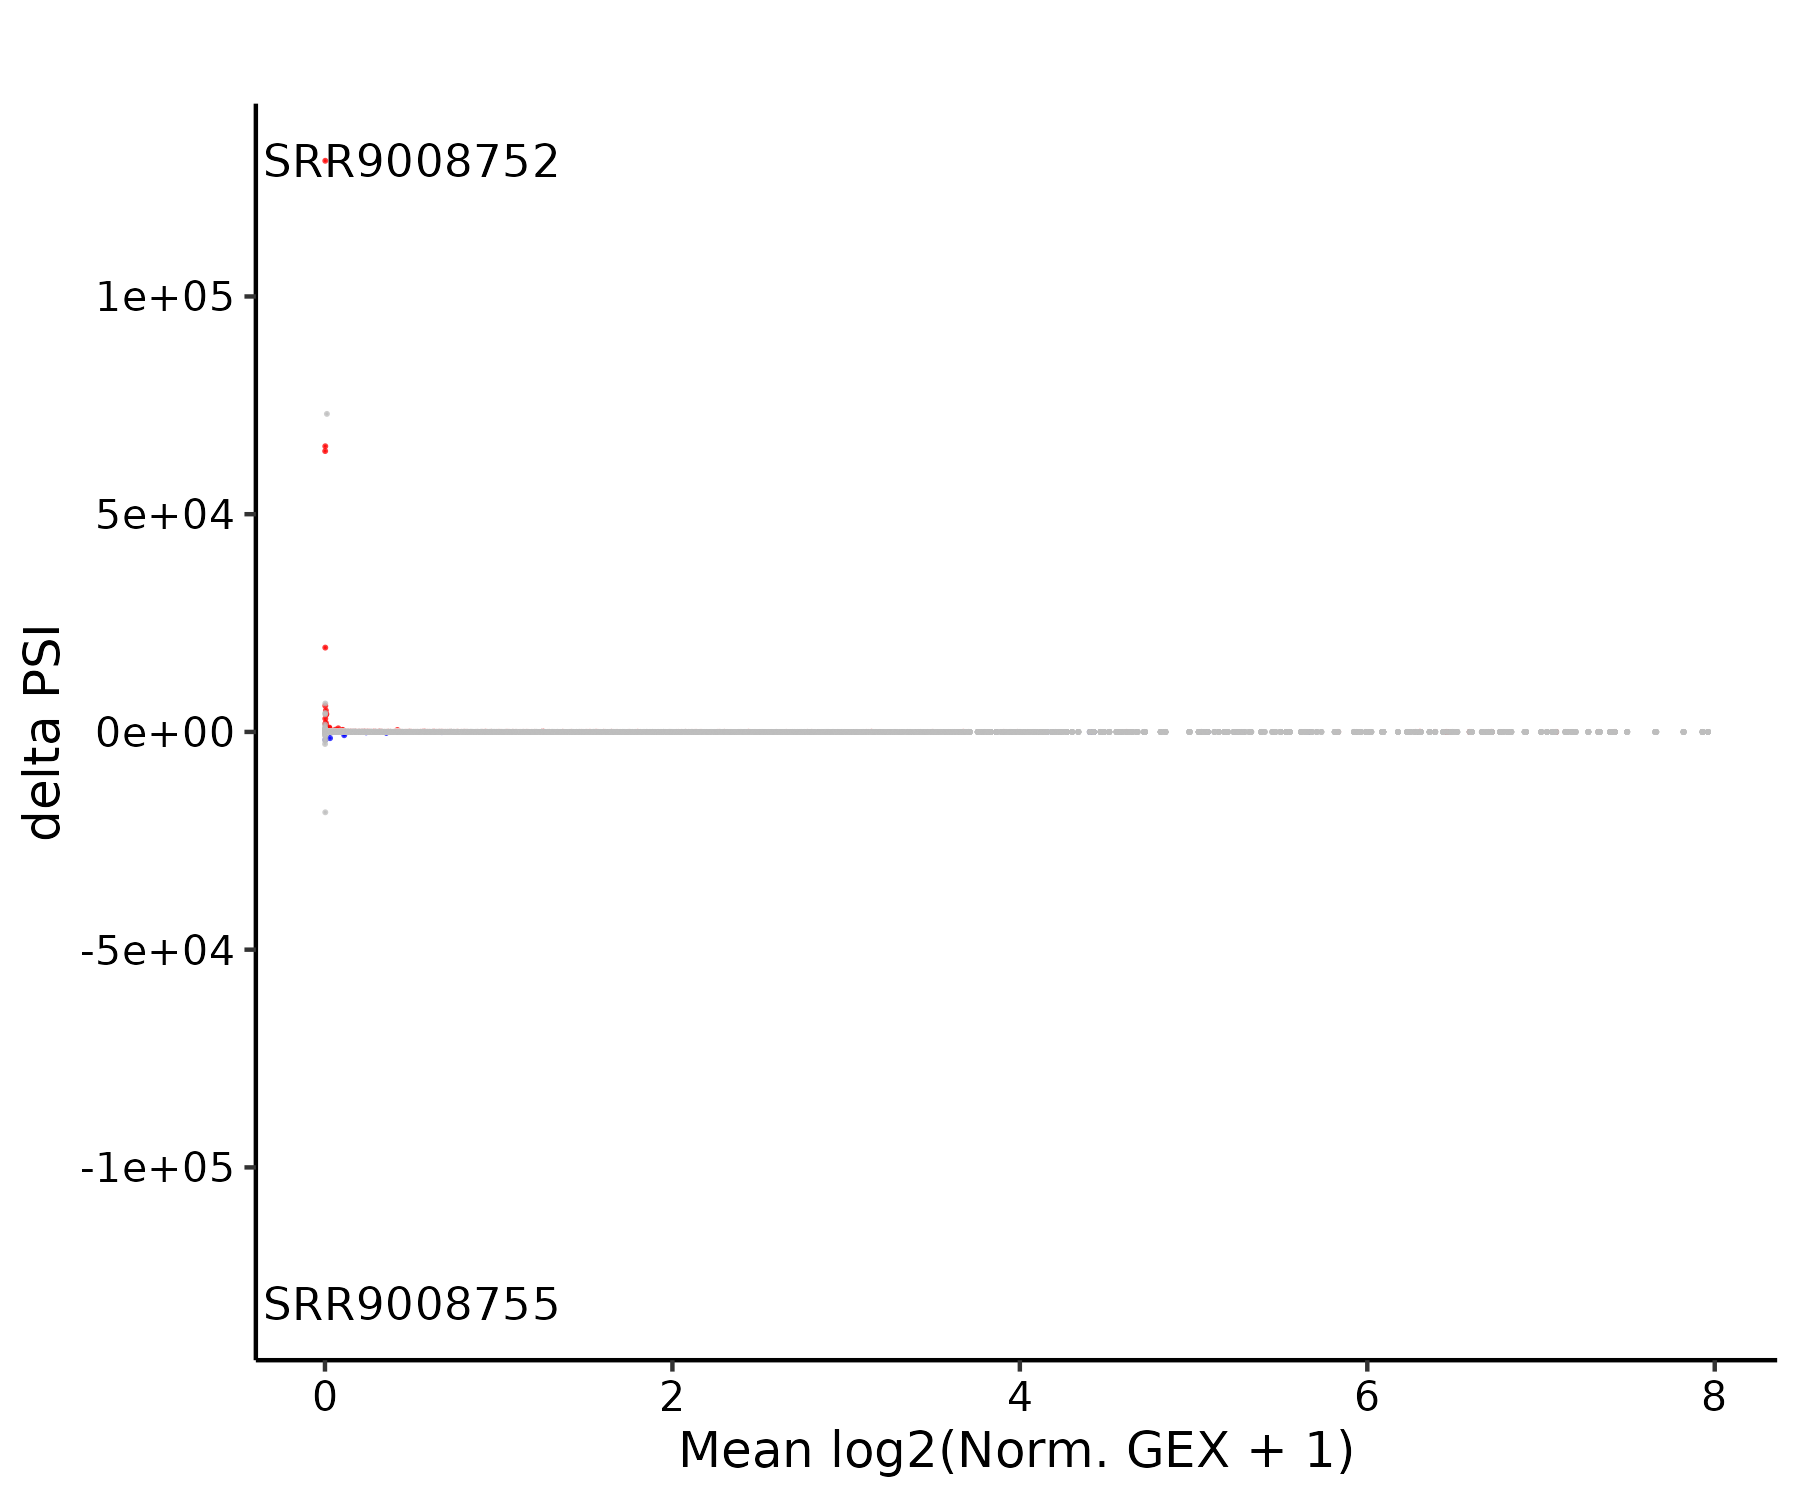 SRR9008752
1e+05
5e+04
0e+00
-5e+04
-1e+05
delta PSI
SRR9008755
0 2 4 6 8
Mean log2(Norm. GEX + 1)